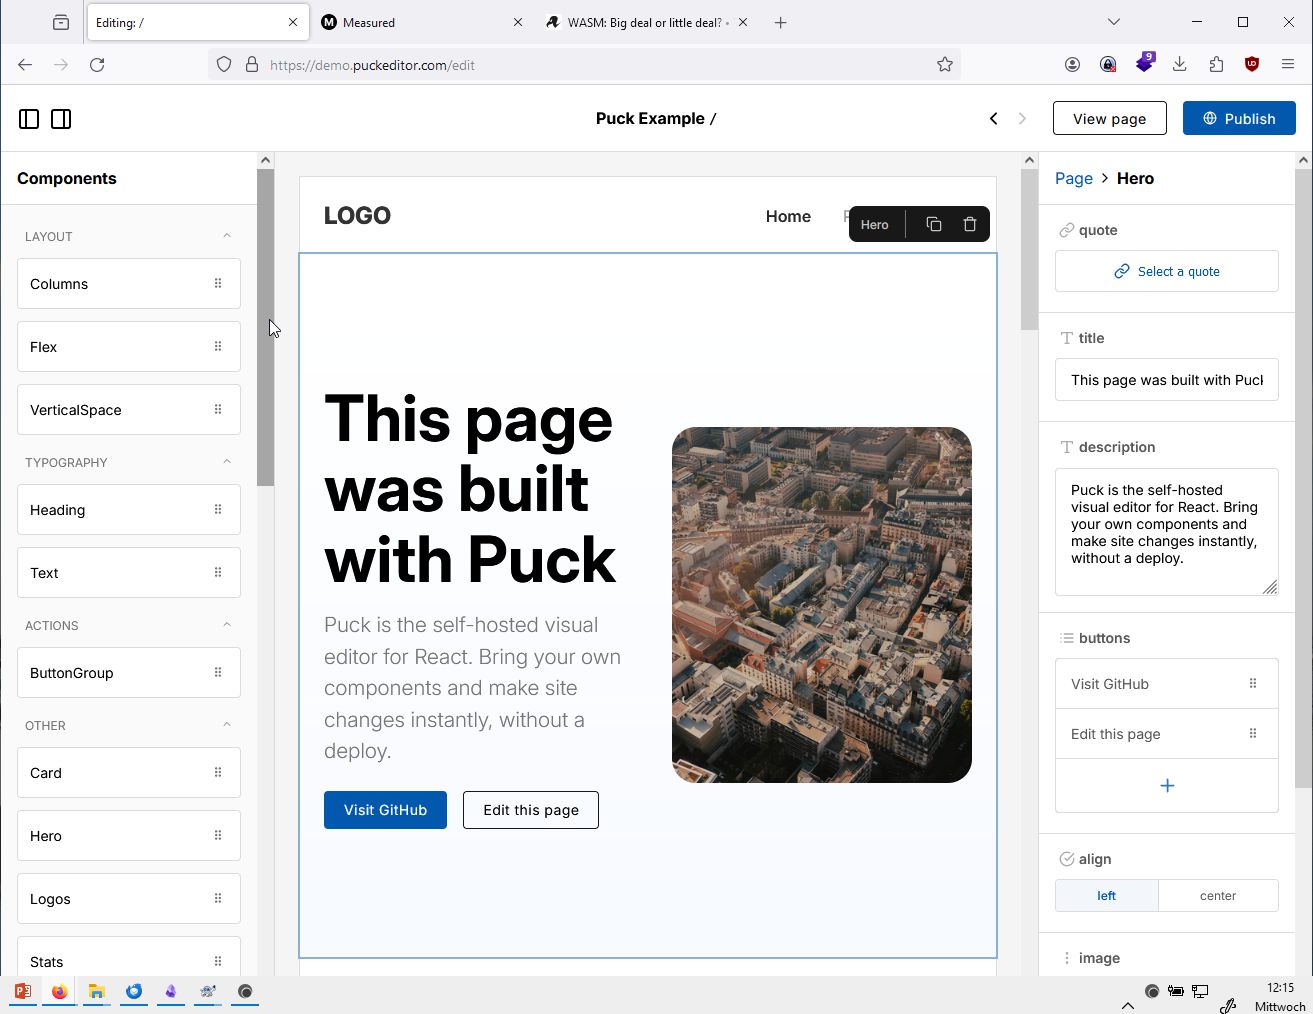 Editing: /
Measured
WASM: Big deal or little deal? -
https://demo.puckeditor.com/edit
9
Puck Example /
View page
Publish
Components
LAYOUT
Columns
Flex
VerticalSpace
TYPOGRAPHY
Heading
Text
ACTIONS
ButtonGroup
OTHER
Card
Hero
Logos
Stats
LOGO
Home
Hero
This page
was built
with Puck
Puck is the self-hosted visual
editor for React. Bring your own
components and make site
changes instantly, without a
deploy.
Visit GitHub
Edit this page
Page > Hero
quote
Select a quote
title
This page was built with Puck
description
Puck is the self-hosted
visual editor for React. Bring
your own components and
make site changes instantly,
without a deploy.
buttons
Visit GitHub
Edit this page
align
left
center
image
12:15
Mittwoch